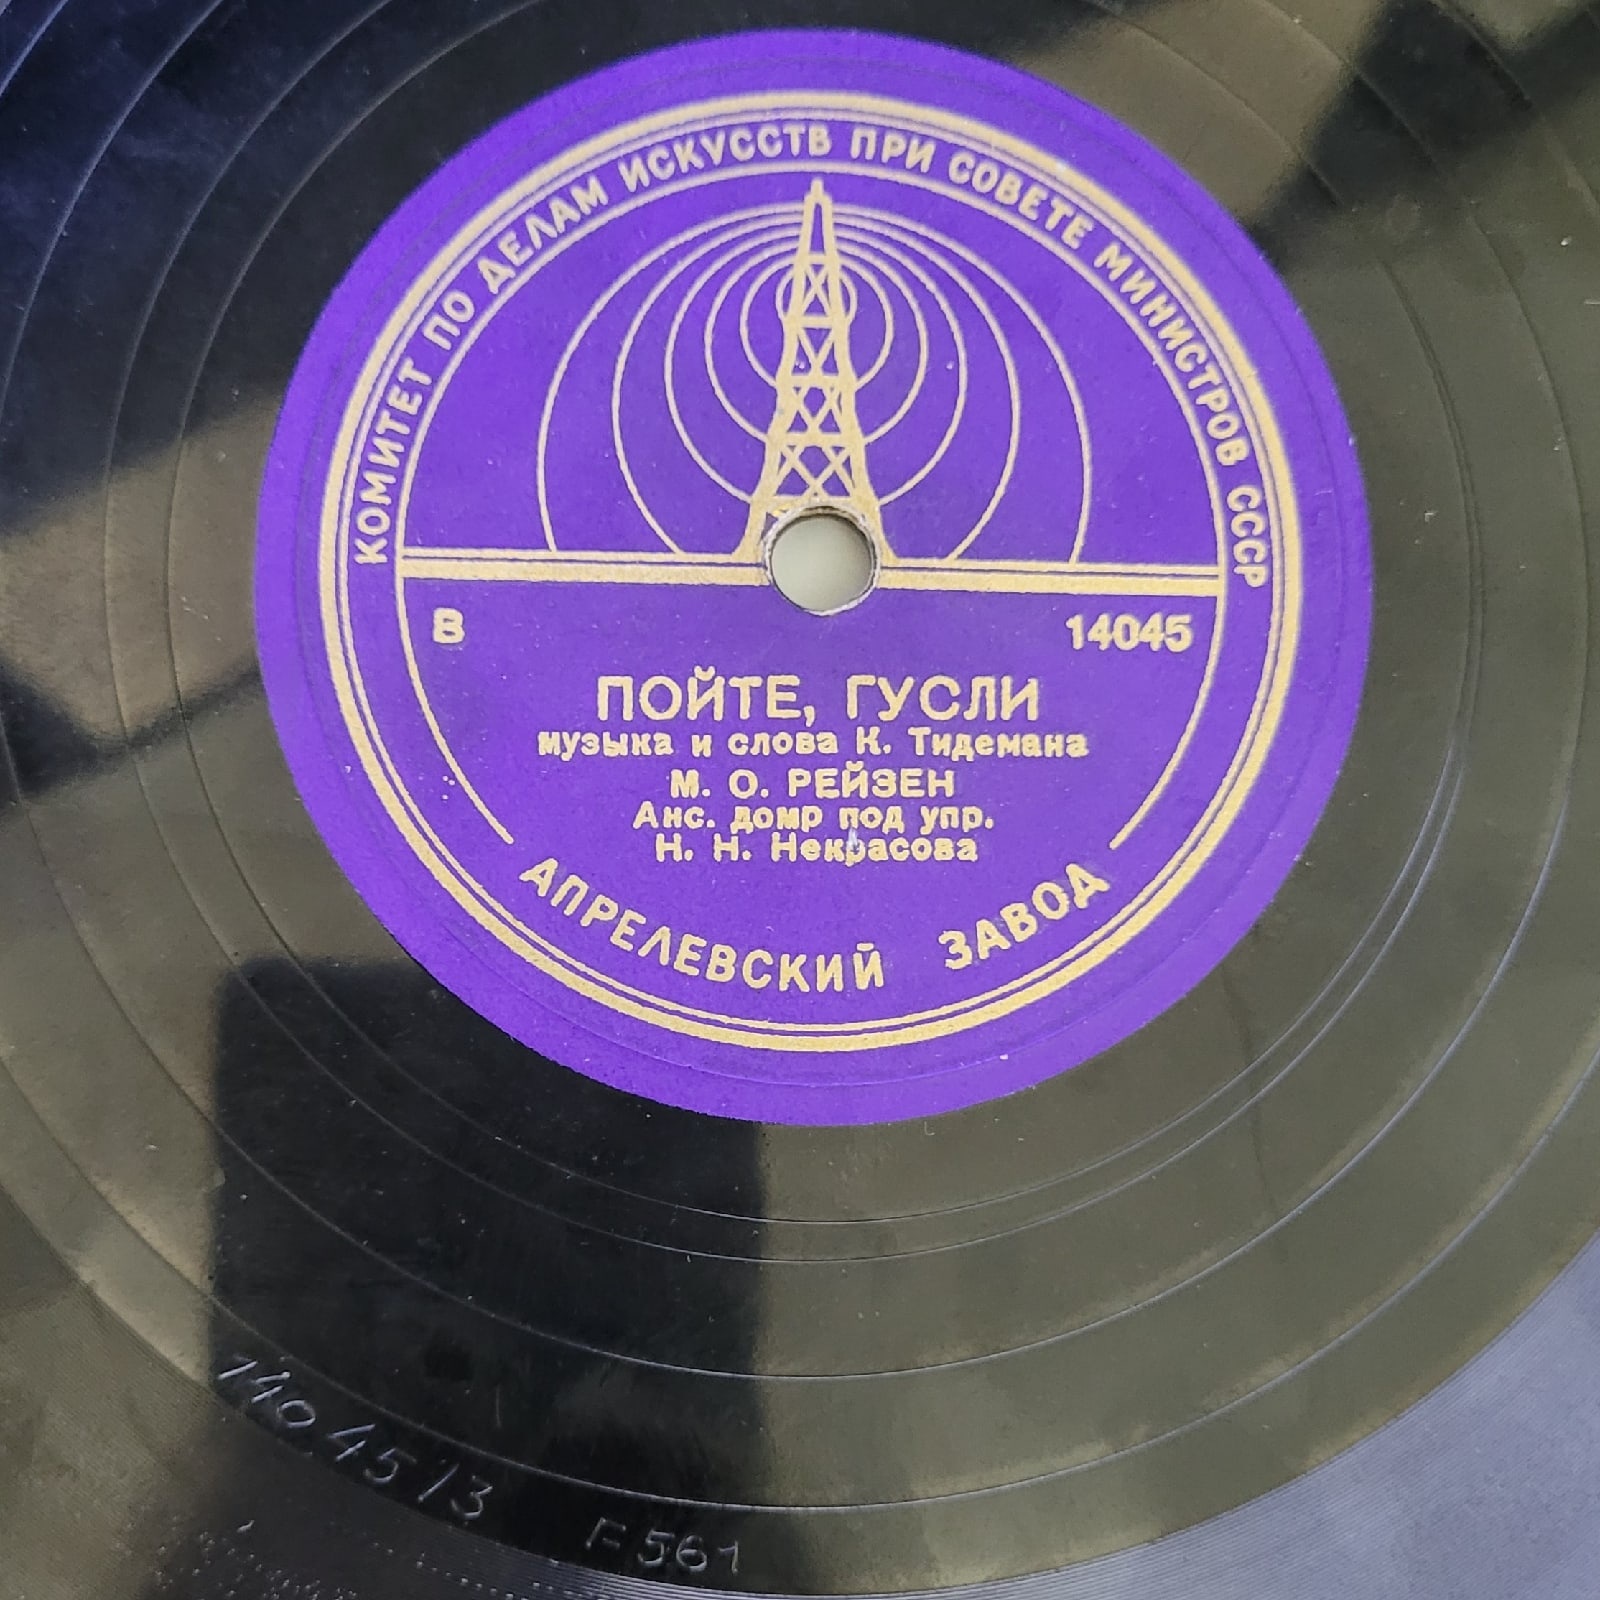 КОМИТЕТ ПО ДЕЛАМ ИСКУССТВ ПРИ СОВЕТЕ МИНИСТРОВ СССР
В 14045
ПОЙТЕ, ГУСЛИ
музыка и слова К. Тидемана
М. О. РЕЙЗЕН
Анс. домр под упр.
Н. Н. Некрасова
АПРЕЛЕВСКИЙ ЗАВОД
14045/3 Г561